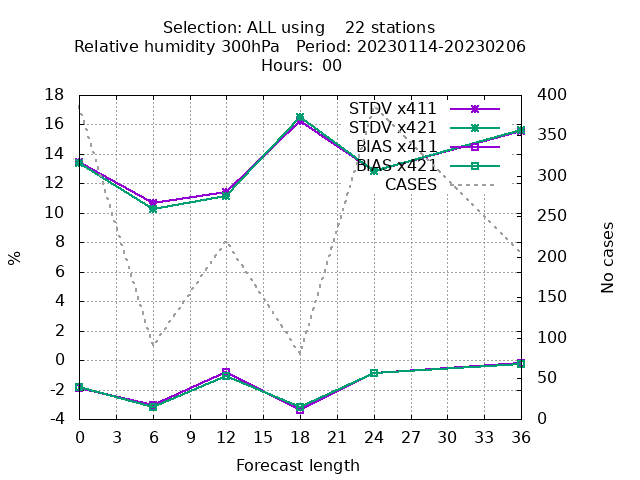 Selection: ALL using    22 stations
Relative humidity 300hPa   Period: 20230114-20230206
Hours: 00
18
16
14
12
10
8
6
4
2
0
-2
-4
%
STDV x411
STDV x421
BIAS x411
BIAS x421
CASES
400
350
300
250
200
150
100
50
0
No cases
0 3 6 9 12 15 18 21 24 27 30 33 36
Forecast length